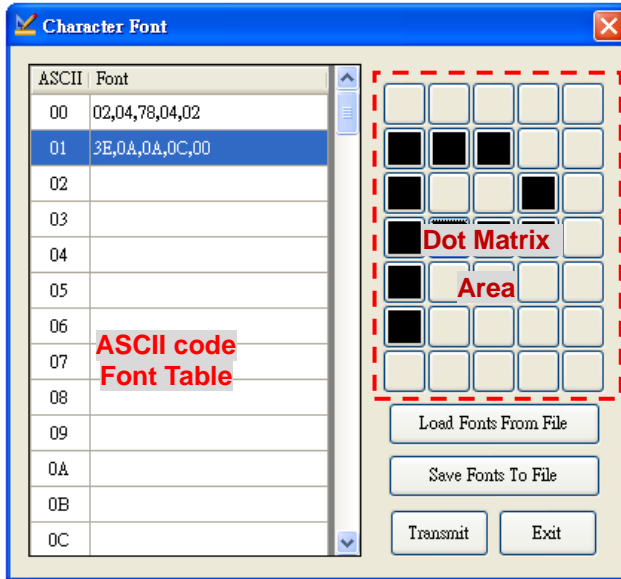 Character Font
ASCII Font
00 02,04,78,04,02
01 3E,0A,0A,0C,00
02
03
04
05
06
07
08
09
0A
0B
0C
ASCII code
Font Table
Dot Matrix
Area
Load Fonts From File
Save Fonts To File
Transmit Exit